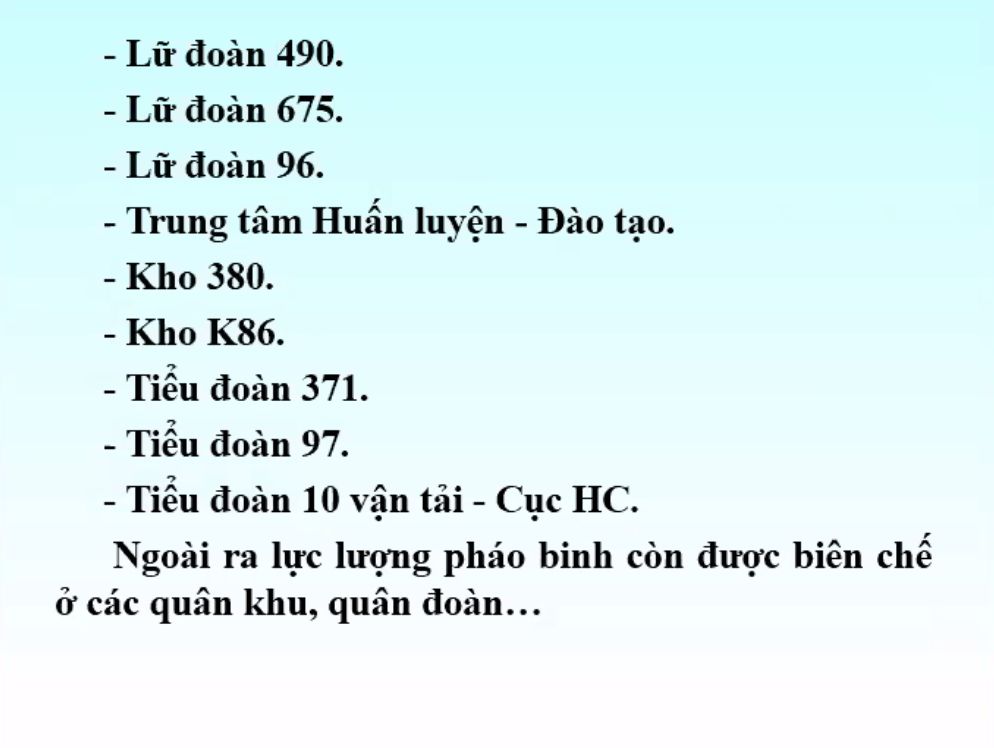 - Lữ đoàn 490.
- Lữ đoàn 675.
- Lữ đoàn 96.
- Trung tâm Huấn luyện - Đào tạo.
- Kho 380.
- Kho K86.
- Tiểu đoàn 371.
- Tiểu đoàn 97.
- Tiểu đoàn 10 vận tải - Cục HC.
Ngoài ra lực lượng pháo binh còn được biên chế
ở các quân khu, quân đoàn…